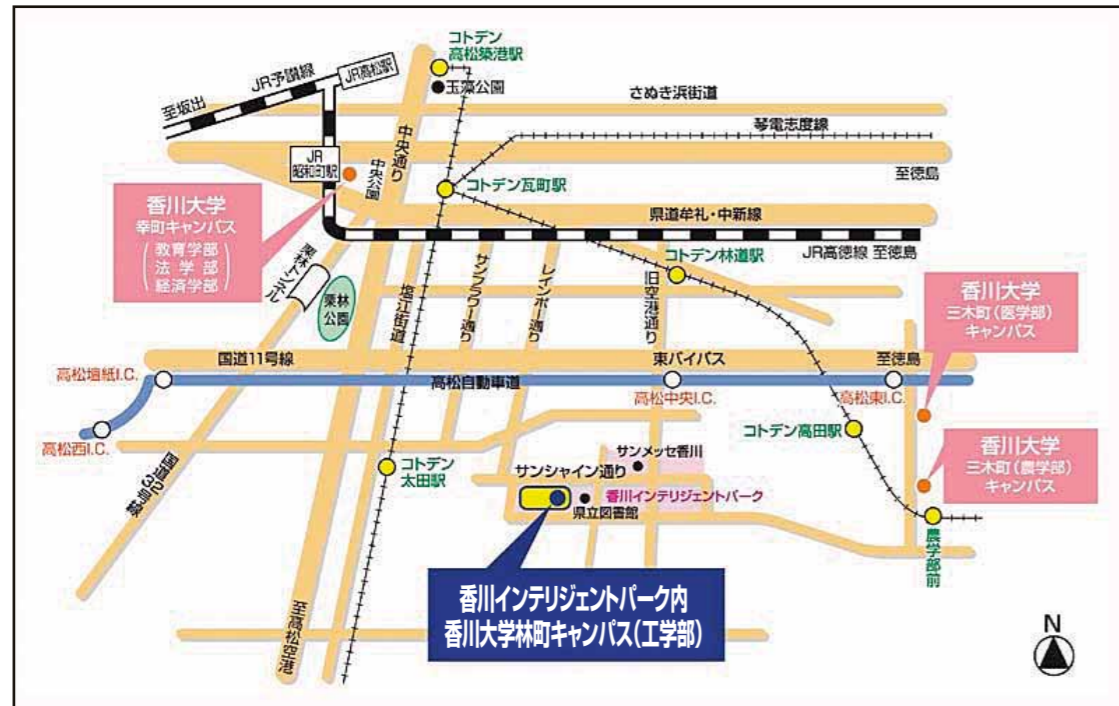 コトデン
高松築港駅
JR高松駅
JR予讃線
至坂出
玉藻公園
さぬき浜街道
琴電志度線
中央通り
JR
昭和町駅
中央公園
コトデン瓦町駅
至徳島
香川大学
幸町キャンパス
(教育学部
法学部
経済学部)
県道牟礼・中新線
JR高徳線 至徳島
栗林トンネル
栗林
公園
塩江街道
サンフラワー通り
レインボー通り
旧空港通り
コトデン林道駅
香川大学
三木町(医学部)
キャンパス
国道11号線
東バイパス
至徳島
高松檀紙I.C.
高松自動車道
高松中央I.C.
高松東I.C.
高松西I.C.
国道193号線
コトデン
太田駅
サンメッセ香川
サンシャイン通り
香川インテリジェントパーク
県立図書館
コトデン高田駅
香川大学
三木町(農学部)
キャンパス
農学部前
香川インテリジェントパーク内
香川大学林町キャンパス(工学部)
至高松空港
N